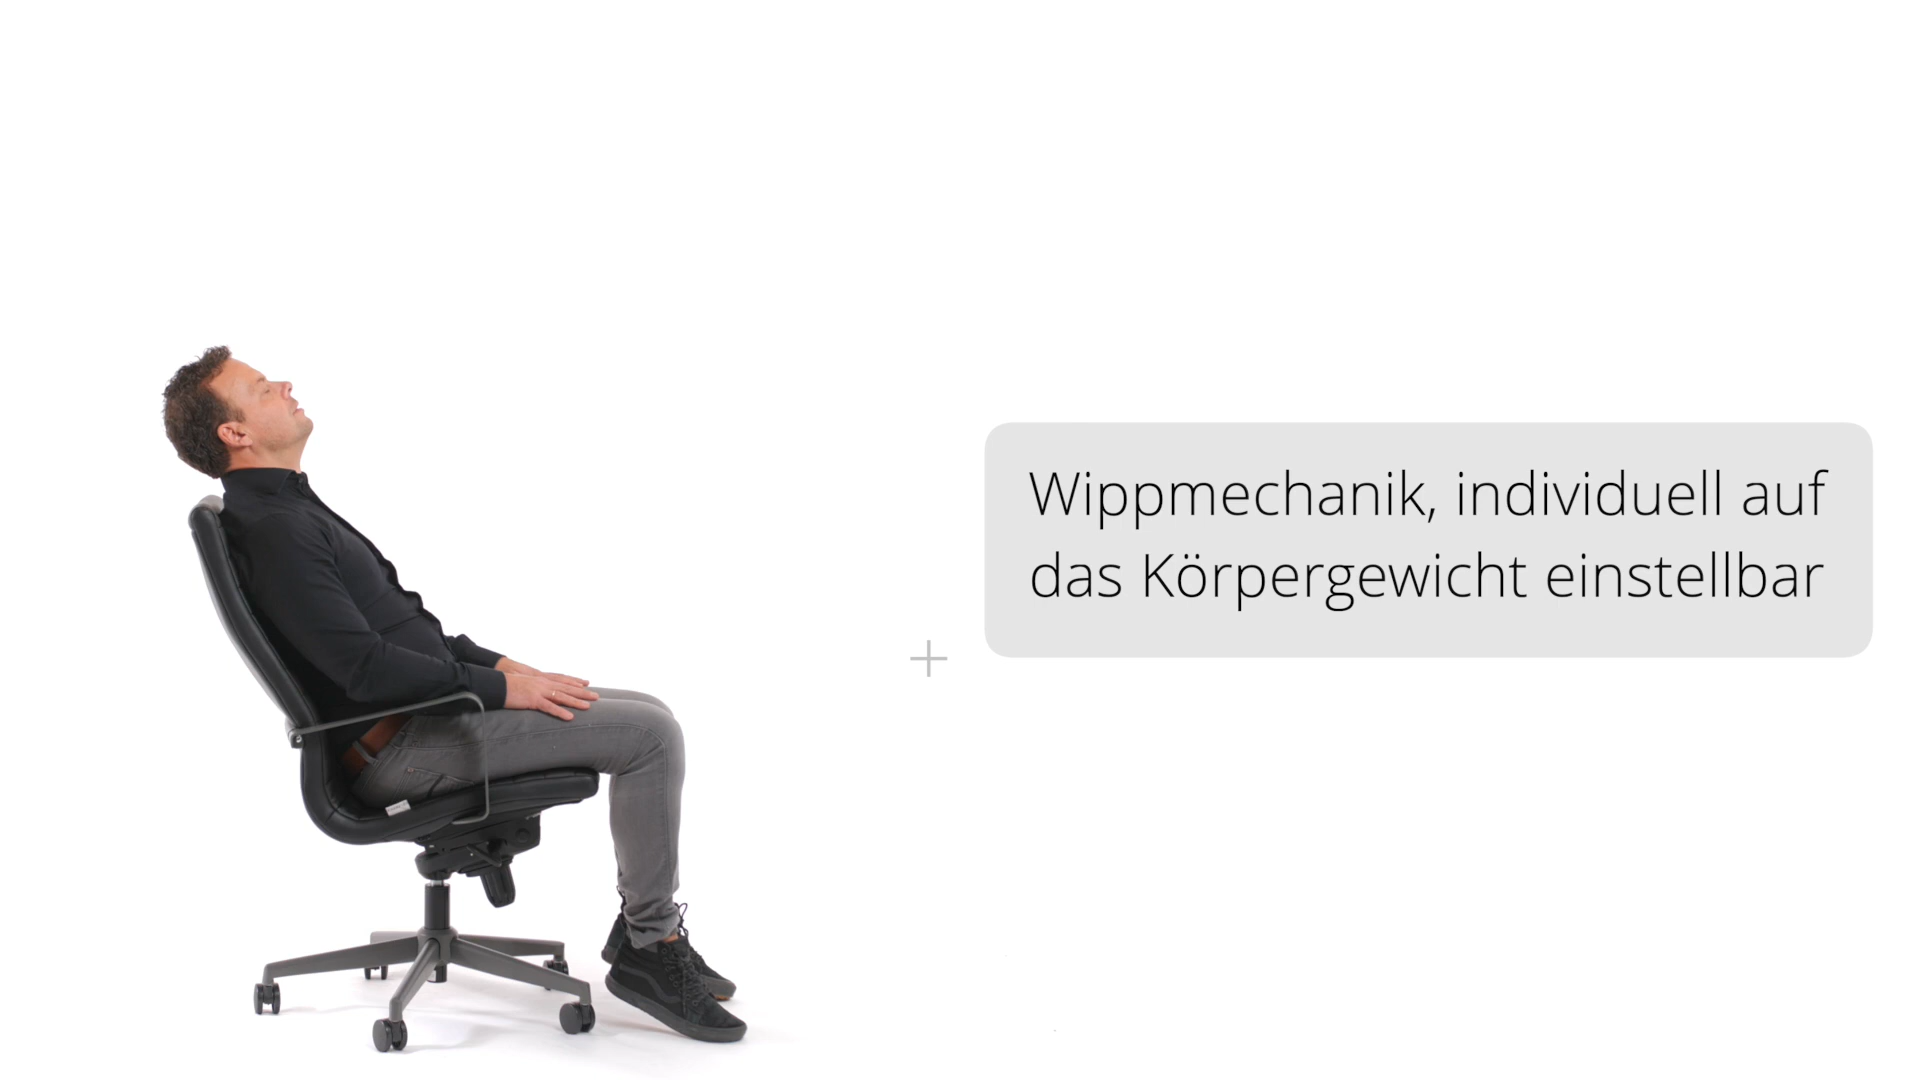 Wippmechanik, individuell auf
das Körpergewicht einstellbar